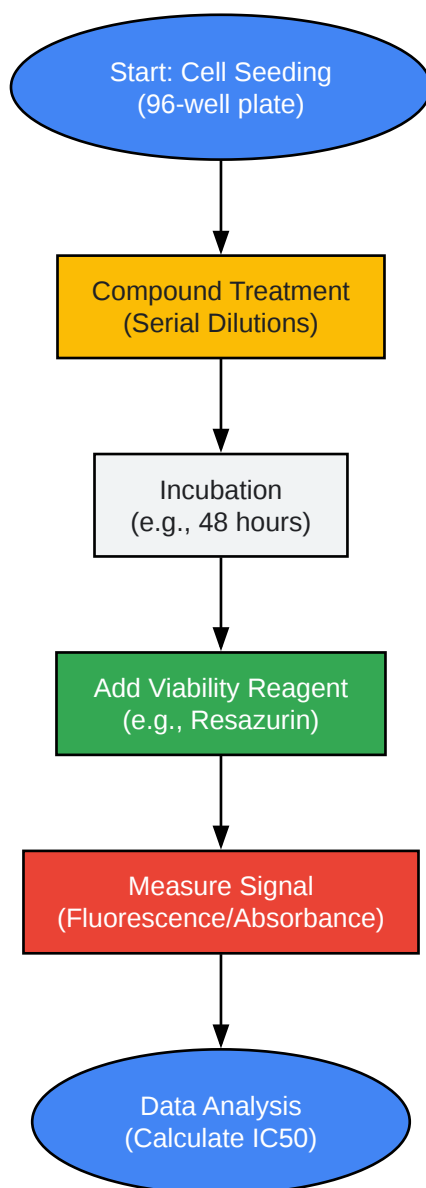 Start: Cell Seeding
(96-well plate)
Compound Treatment
(Serial Dilutions)
Incubation
(e.g., 48 hours)
Add Viability Reagent
(e.g., Resazurin)
Measure Signal
(Fluorescence/Absorbance)
Data Analysis
(Calculate IC50)